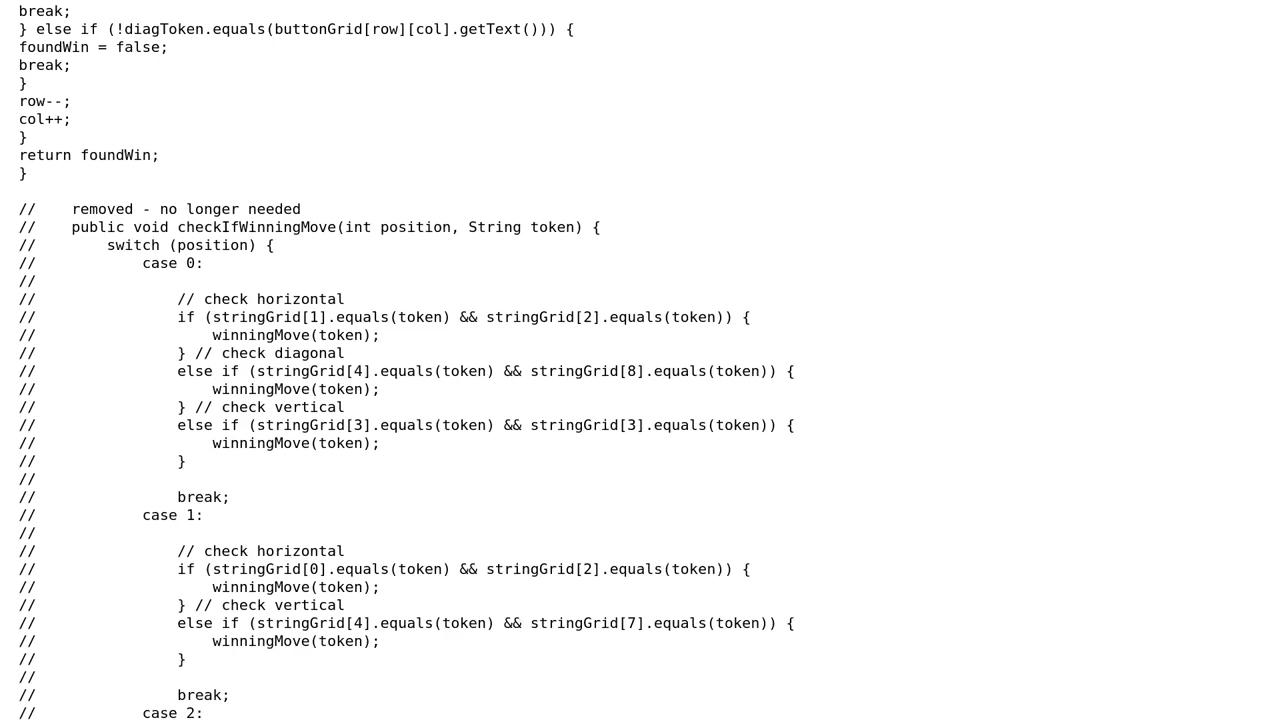 break;
} else if (!diagToken.equals(buttonGrid[row][col].getText())) {
foundWin = false;
break;
}
row--;
col++;
}
return foundWin;
}

//    removed - no longer needed
//    public void checkIfWinningMove(int position, String token) {
//        switch (position) {
//            case 0:
//
//                // check horizontal
//                if (stringGrid[1].equals(token) && stringGrid[2].equals(token)) {
//                    winningMove(token);
//                } // check diagonal
//                else if (stringGrid[4].equals(token) && stringGrid[8].equals(token)) {
//                    winningMove(token);
//                } // check vertical
//                else if (stringGrid[3].equals(token) && stringGrid[3].equals(token)) {
//                    winningMove(token);
//                }
//
//                break;
//            case 1:
//
//                // check horizontal
//                if (stringGrid[0].equals(token) && stringGrid[2].equals(token)) {
//                    winningMove(token);
//                } // check vertical
//                else if (stringGrid[4].equals(token) && stringGrid[7].equals(token)) {
//                    winningMove(token);
//                }
//
//                break;
//            case 2: